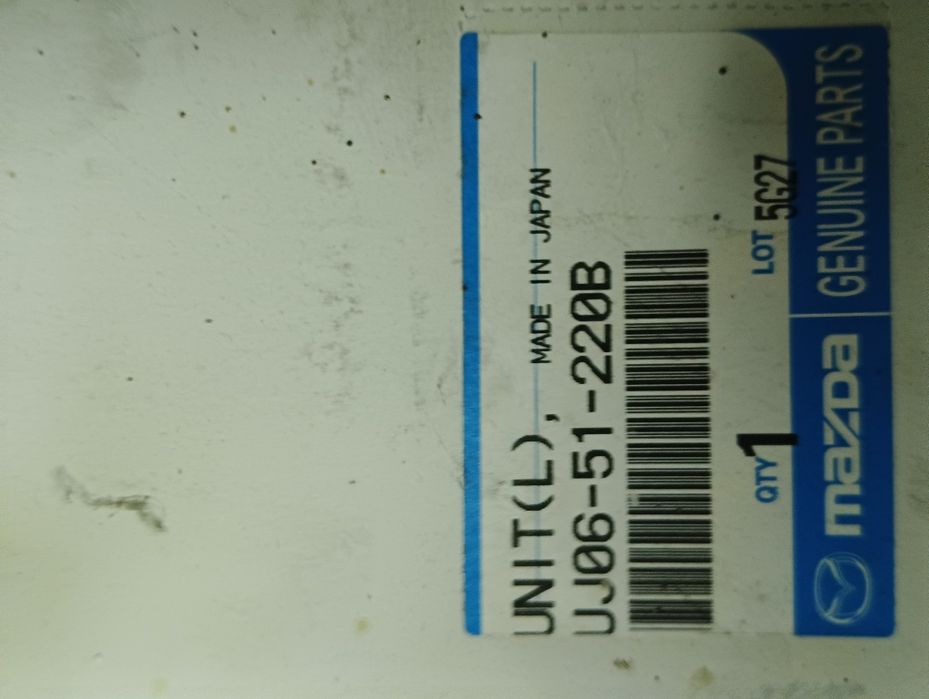 UNIT(L),
MADE IN JAPAN
UJ06-51-220B
QTY 1
LOT 5G27
mazda GENUINE PARTS